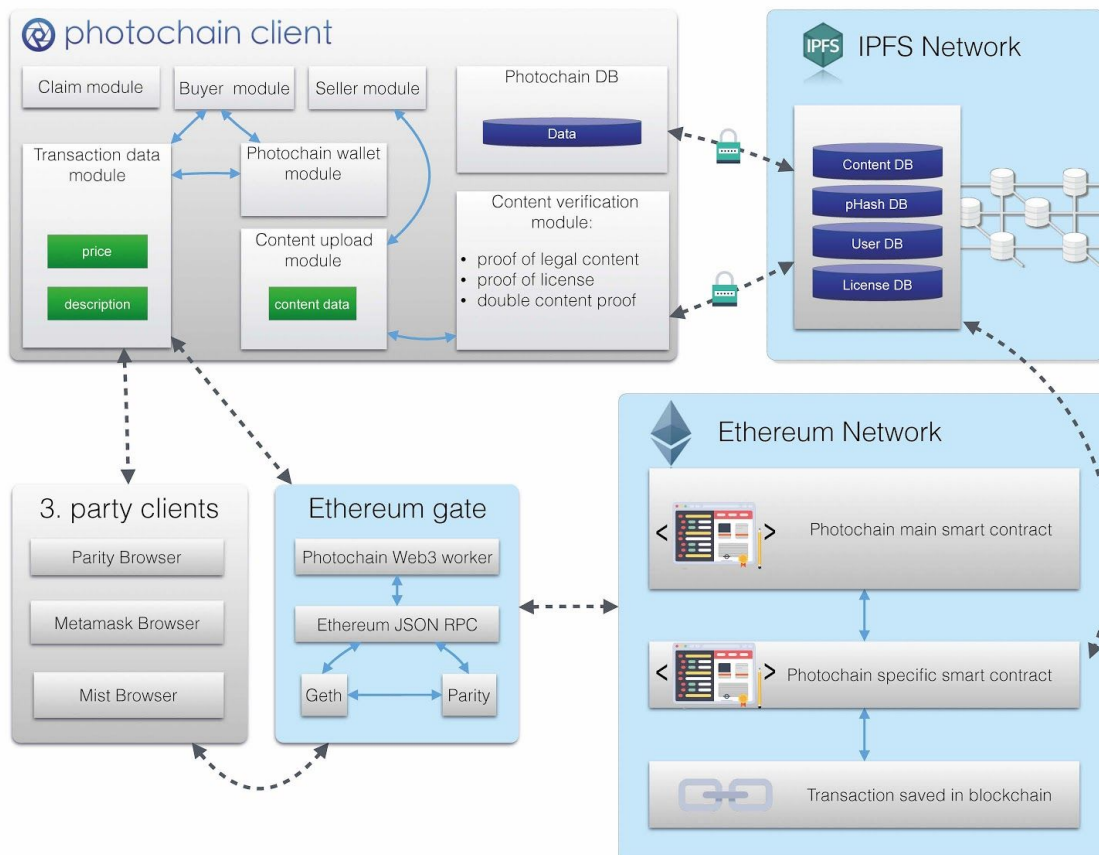 photochain client
Claim module
Buyer module
Seller module
Transaction data
module
price
description
Photochain wallet
module
Content upload
module
content data
Photochain DB
Data
Content verification
module:
• proof of legal content
• proof of license
• double content proof
IPFS
IPFS Network
Content DB
pHash DB
User DB
License DB
3. party clients
Parity Browser
Metamask Browser
Mist Browser
Ethereum gate
Photochain Web3 worker
Ethereum JSON RPC
Geth
Parity
Ethereum Network
< >
Photochain main smart contract
< >
Photochain specific smart contract
Transaction saved in blockchain